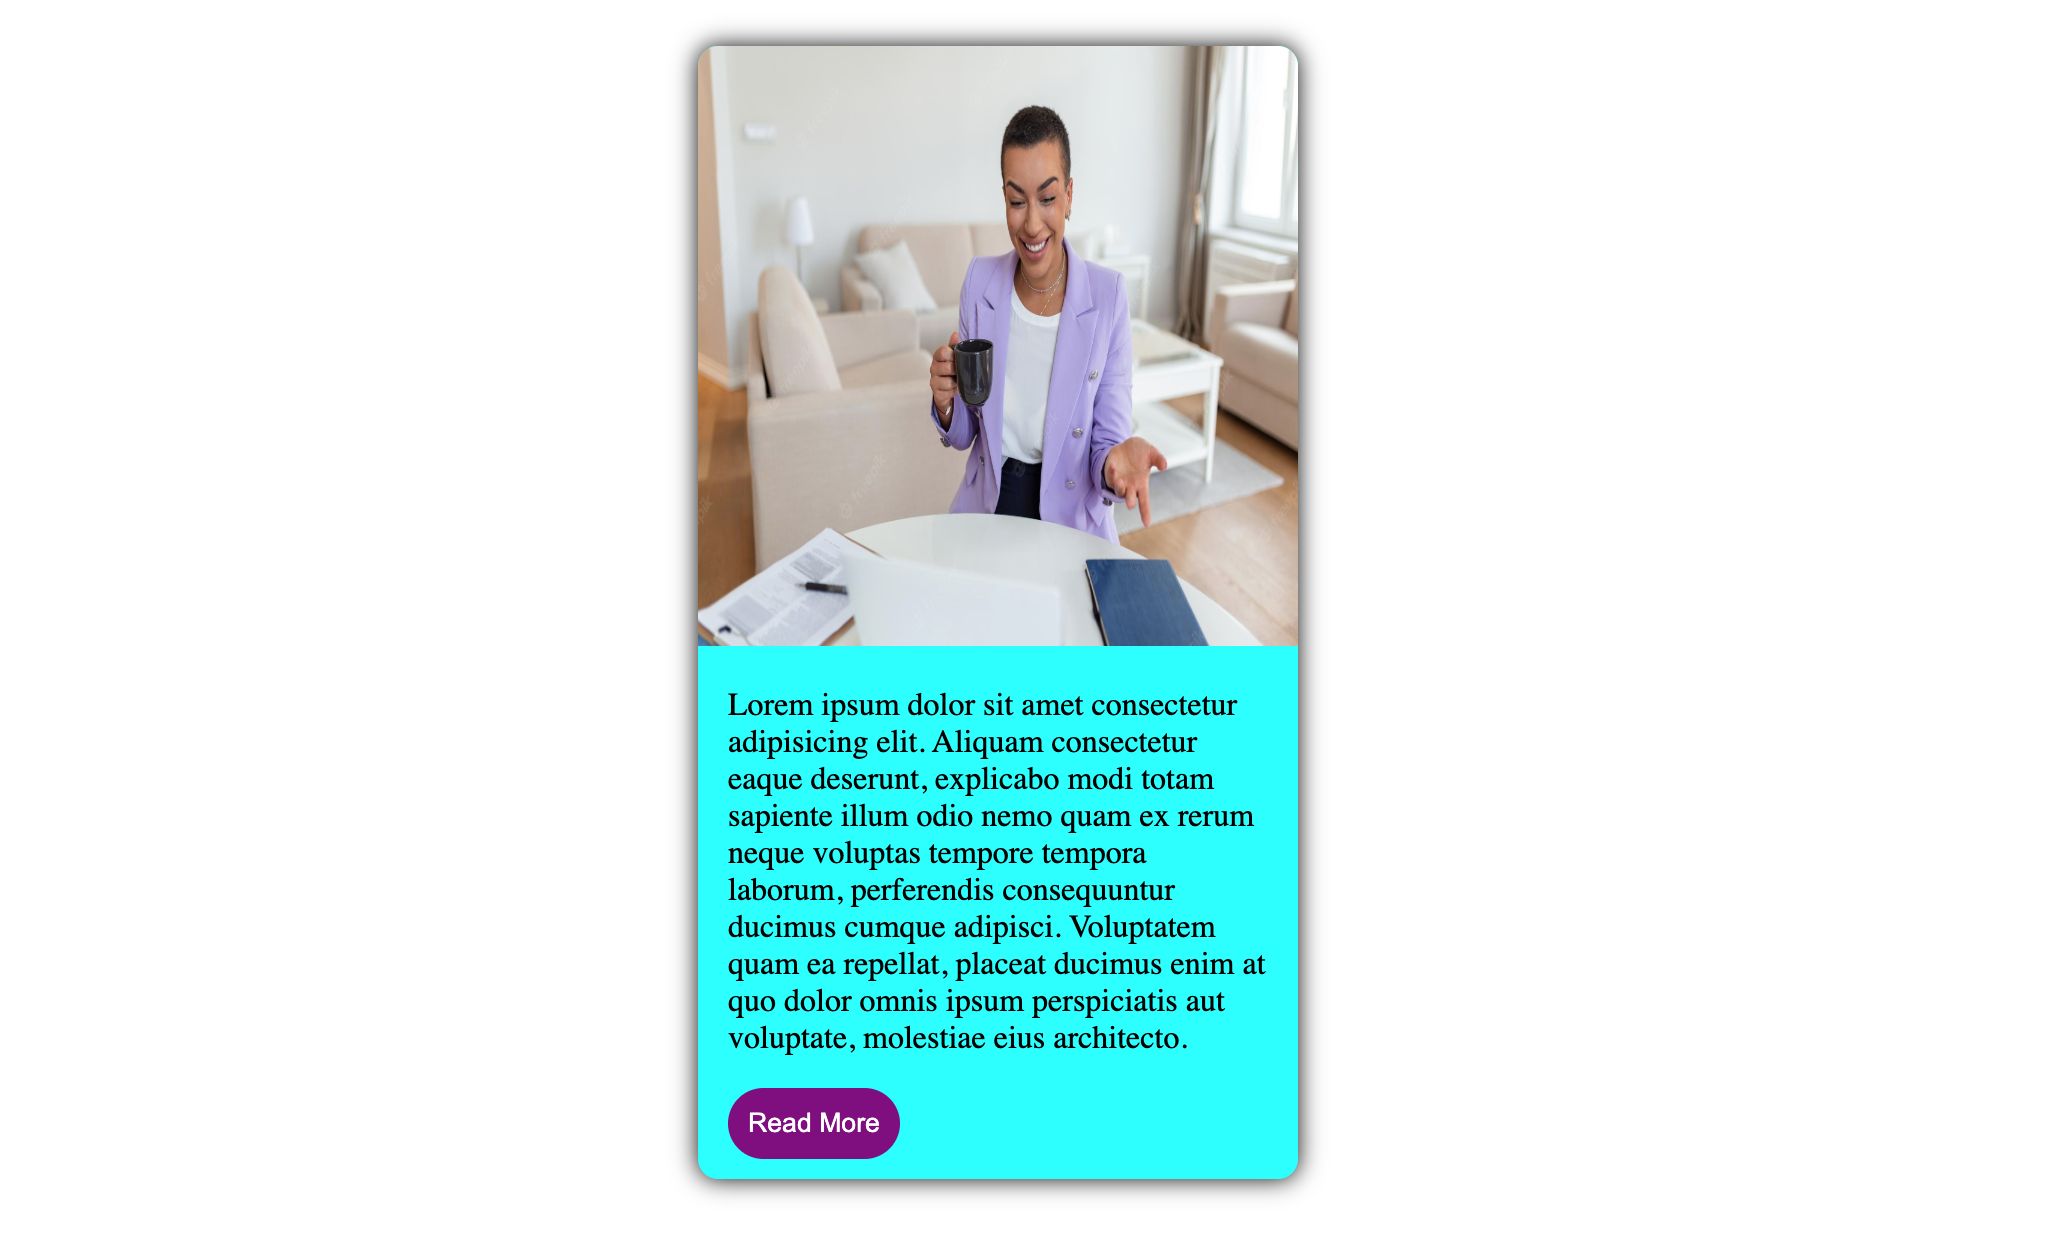 Lorem ipsum dolor sit amet consectetur
adipisicing elit. Aliquam consectetur
eaque deserunt, explicabo modi totam
sapiente illum odio nemo quam ex rerum
neque voluptas tempore tempora
laborum, perferendis consequuntur
ducimus cumque adipisci. Voluptatem
quam ea repellat, placeat ducimus enim at
quo dolor omnis ipsum perspiciatis aut
voluptate, molestiae eius architecto.
Read More